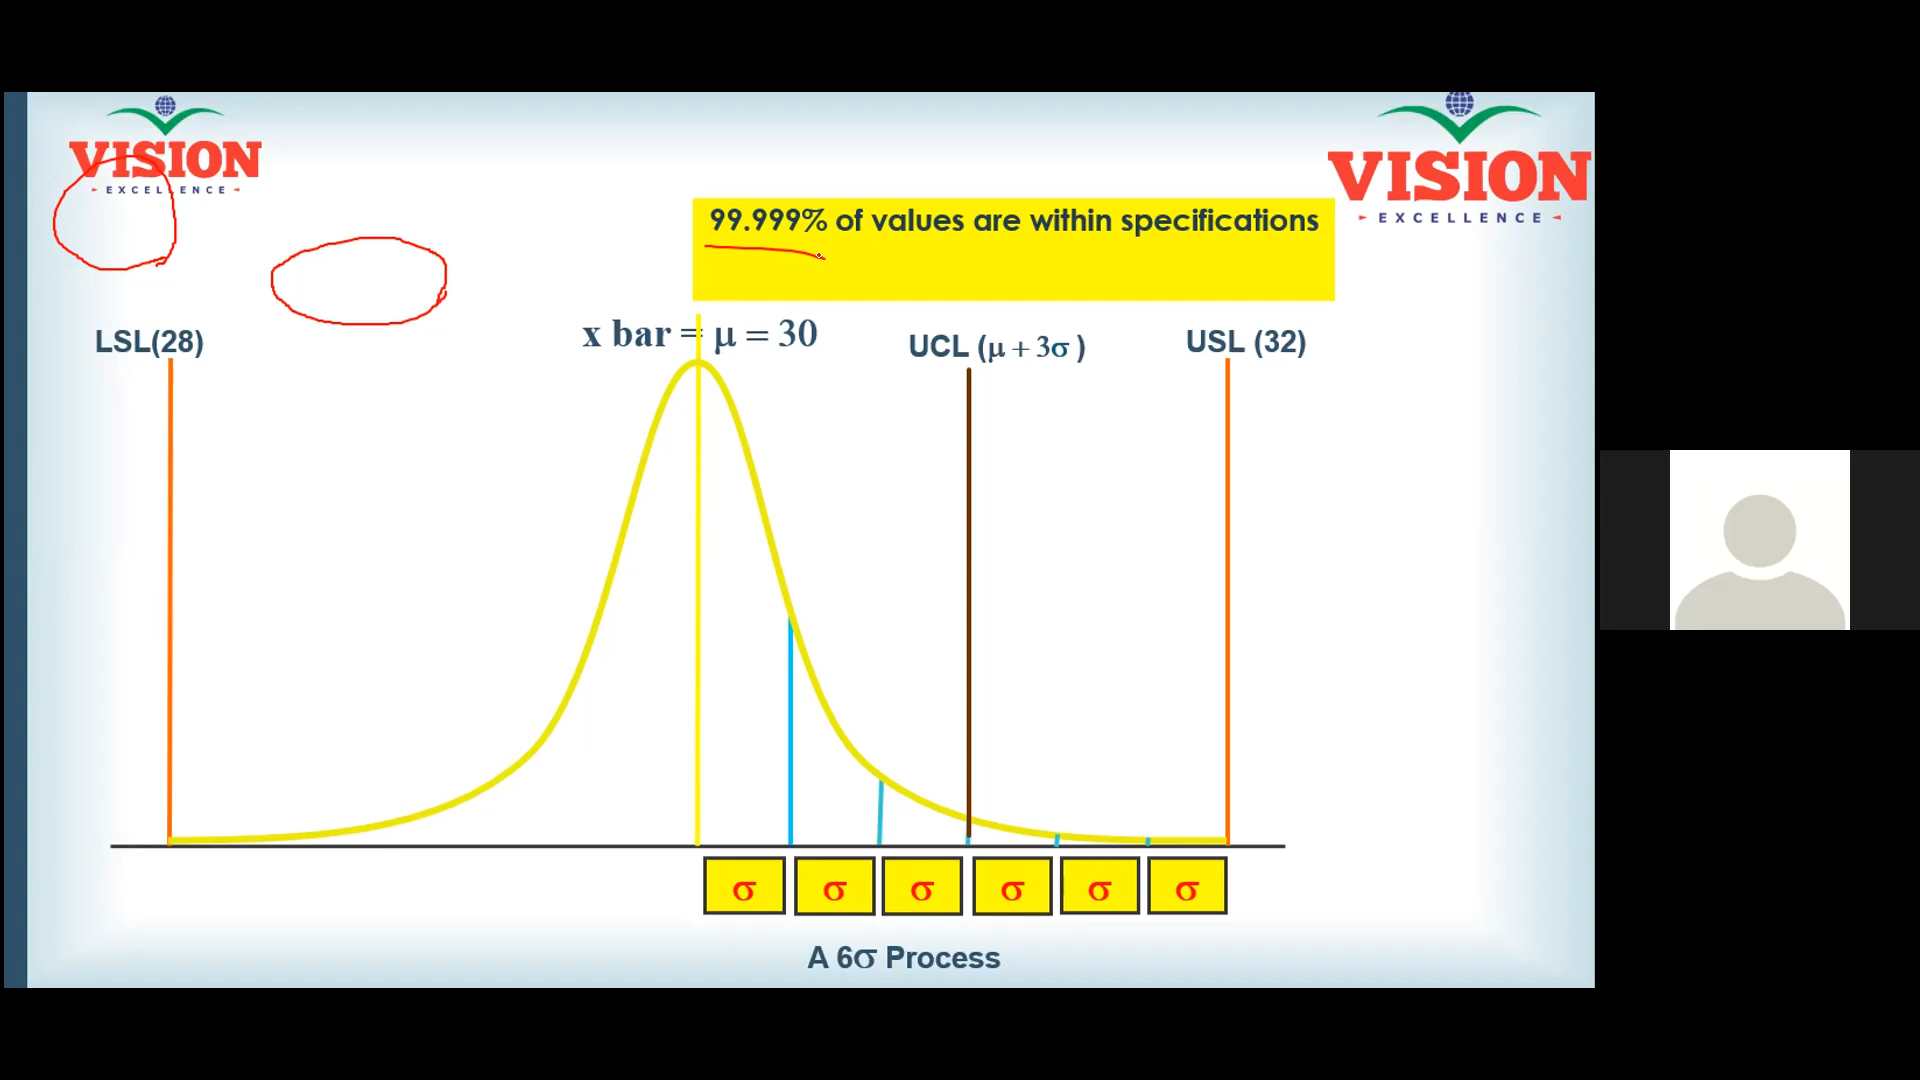 VISION
EXCELLENCE
VISION
EXCELLENCE
99.999% of values are within specifications
LSL(28)
x bar = μ = 30
UCL (μ + 3σ )
USL (32)
σ σ σ σ σ σ
A 6σ Process